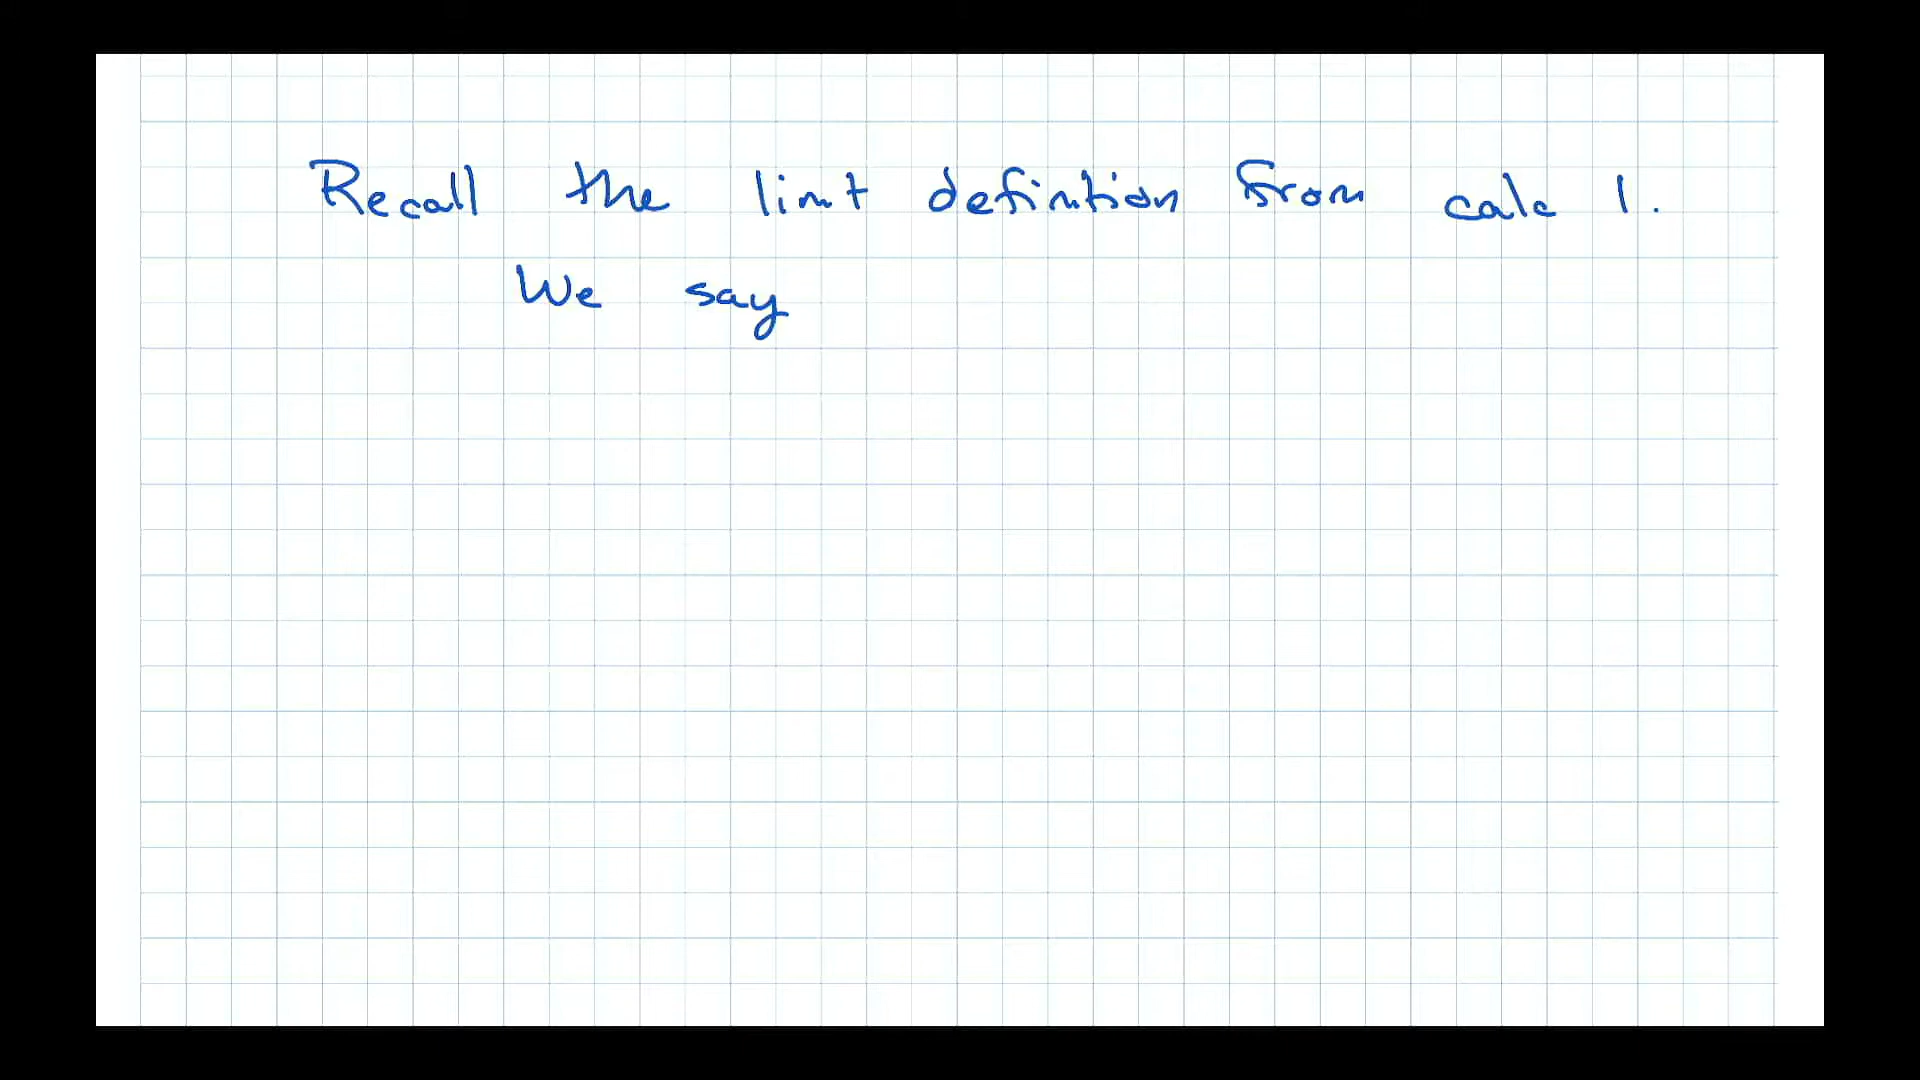 Recall the limit definition from calc 1.
We say